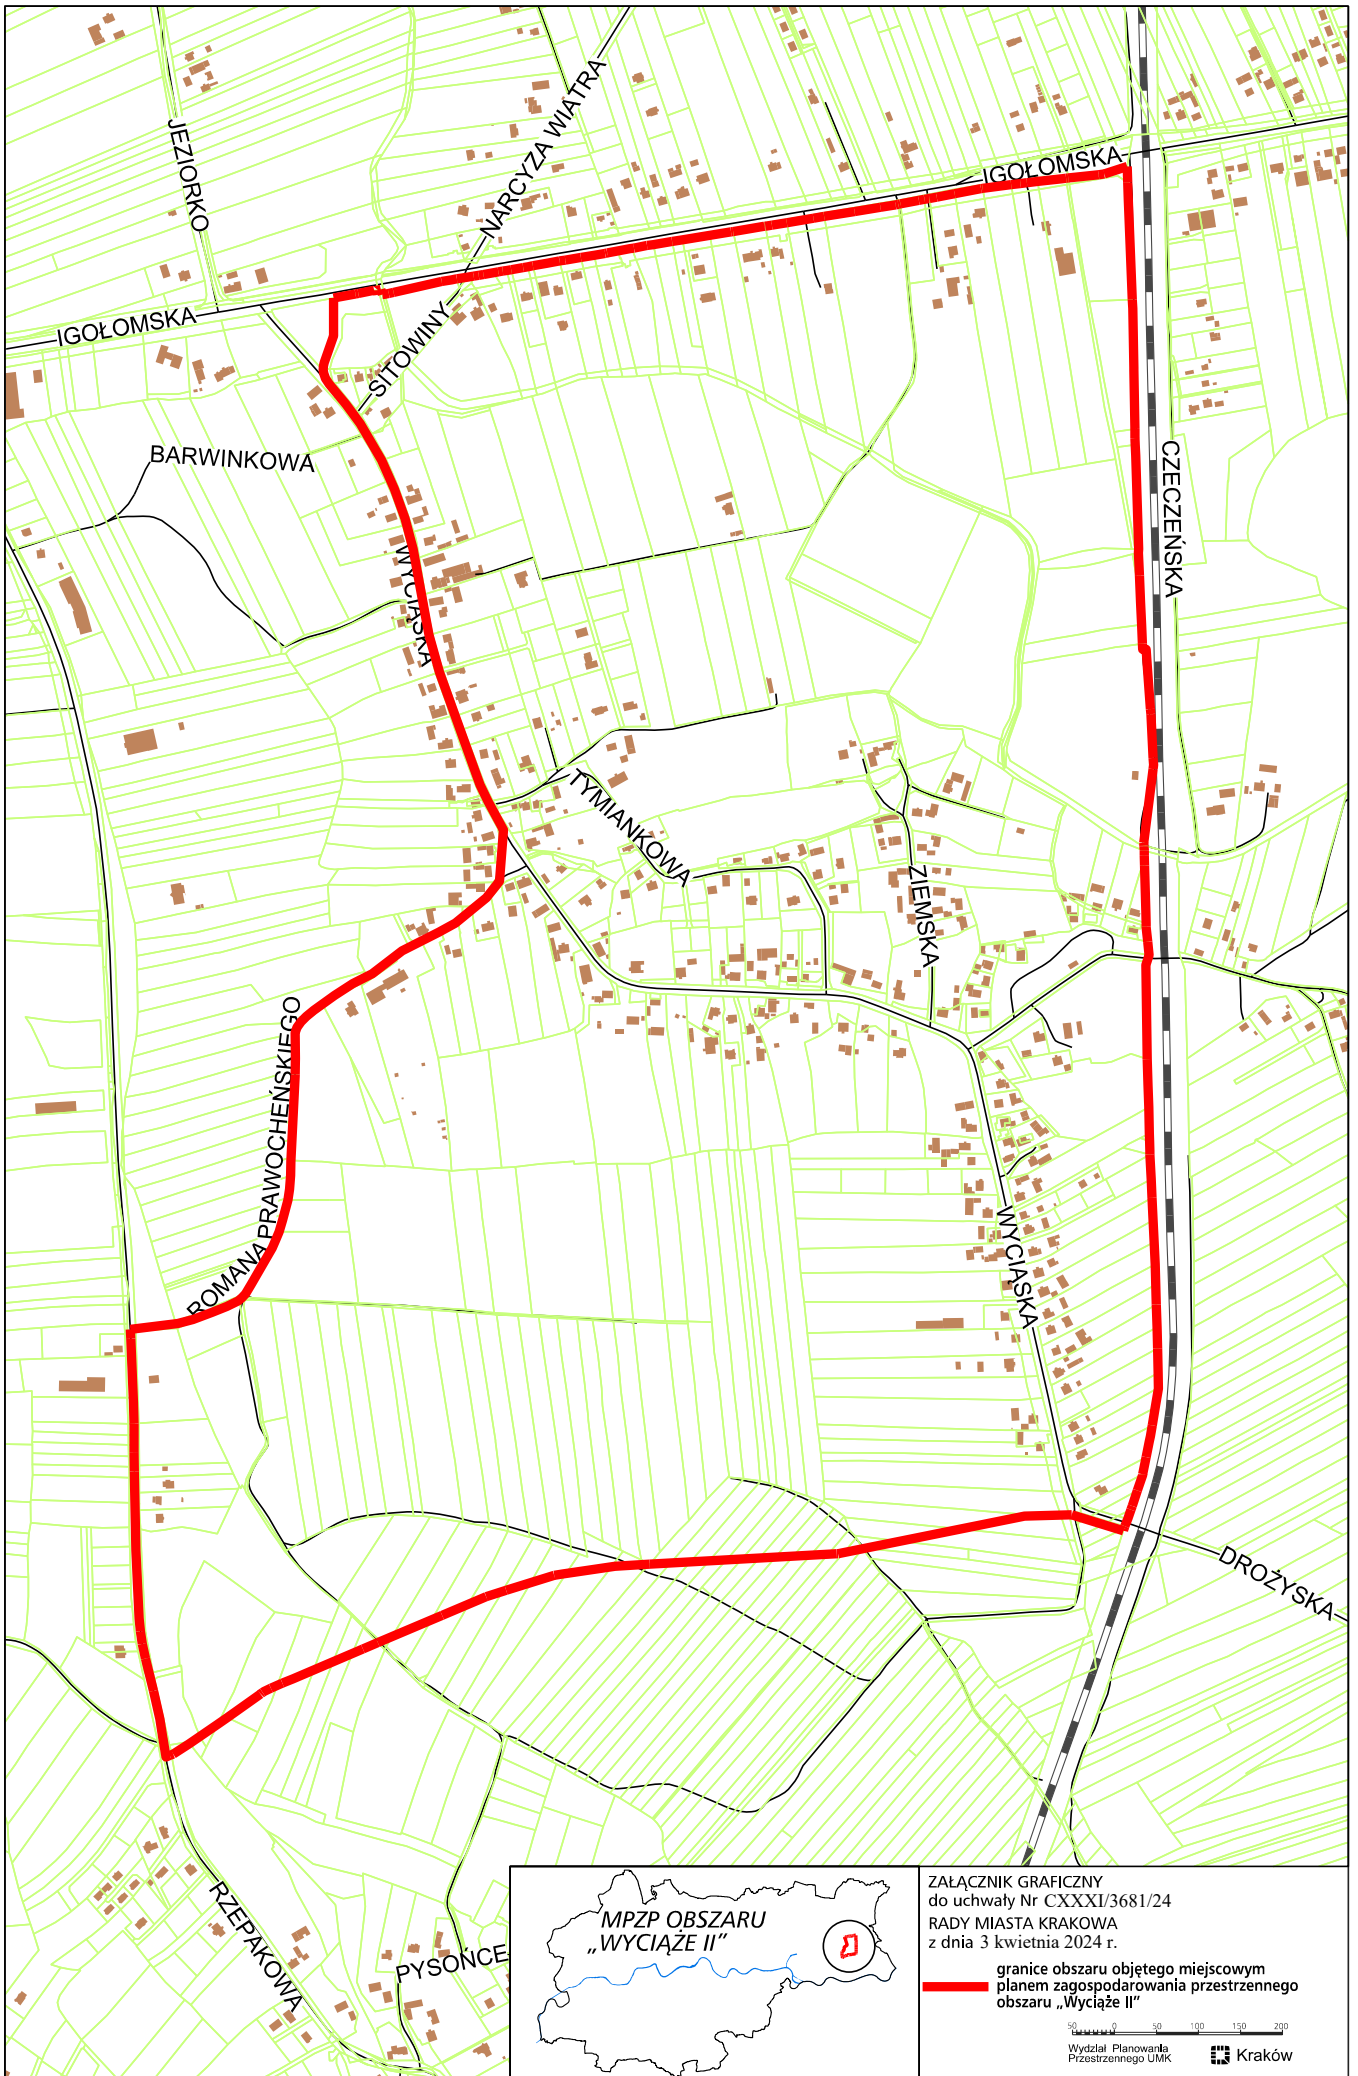 JEZIORKO
NARCYZA WIATRA
IGOŁOMSKA
IGOŁOMSKA
SITOWINY
BARWINKOWA
WYCIĄSKA
CZECZEŃSKA
TYMIANKOWA
ZIEMSKA
ROMANA PRAWOCHEŃSKIEGO
WYCIĄSKA
DROŻYSKA
RZEPAKOWA
PYSOŃCE
MPZP OBSZARU
„WYCIĄŻE II”
ZAŁĄCZNIK GRAFICZNY
do uchwały Nr CXXXI/3681/24
RADY MIASTA KRAKOWA
z dnia 3 kwietnia 2024 r.
granice obszaru objętego miejscowym
planem zagospodarowania przestrzennego
obszaru „Wyciąże II”
50 0 50 100 150 200
Wydział Planowania
Przestrzennego UMK
Kraków